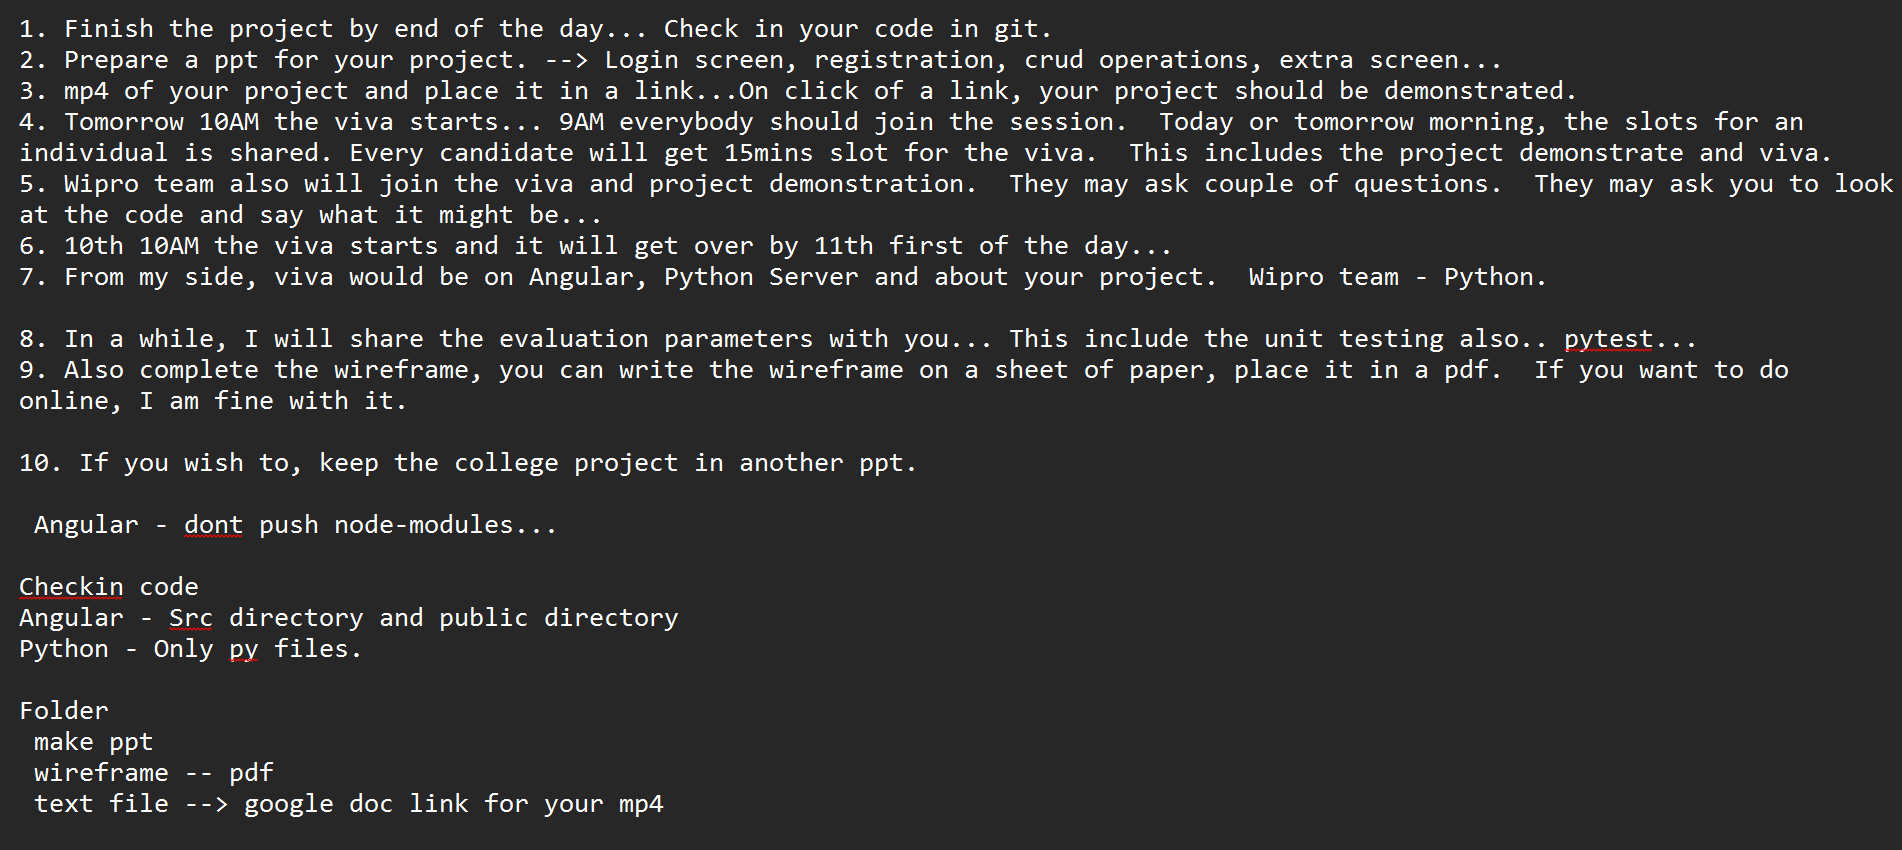 1. Finish the project by end of the day... Check in your code in git.
2. Prepare a ppt for your project. --> Login screen, registration, crud operations, extra screen...
3. mp4 of your project and place it in a link...On click of a link, your project should be demonstrated.
4. Tomorrow 10AM the viva starts... 9AM everybody should join the session.  Today or tomorrow morning, the slots for an
individual is shared. Every candidate will get 15mins slot for the viva.  This includes the project demonstrate and viva.
5. Wipro team also will join the viva and project demonstration.  They may ask couple of questions.  They may ask you to look
at the code and say what it might be...
6. 10th 10AM the viva starts and it will get over by 11th first of the day...
7. From my side, viva would be on Angular, Python Server and about your project.  Wipro team - Python.

8. In a while, I will share the evaluation parameters with you... This include the unit testing also.. pytest...
9. Also complete the wireframe, you can write the wireframe on a sheet of paper, place it in a pdf.  If you want to do
online, I am fine with it.

10. If you wish to, keep the college project in another ppt.

 Angular - dont push node-modules...

Checkin code
Angular - Src directory and public directory
Python - Only py files.

Folder
 make ppt
 wireframe -- pdf
 text file --> google doc link for your mp4